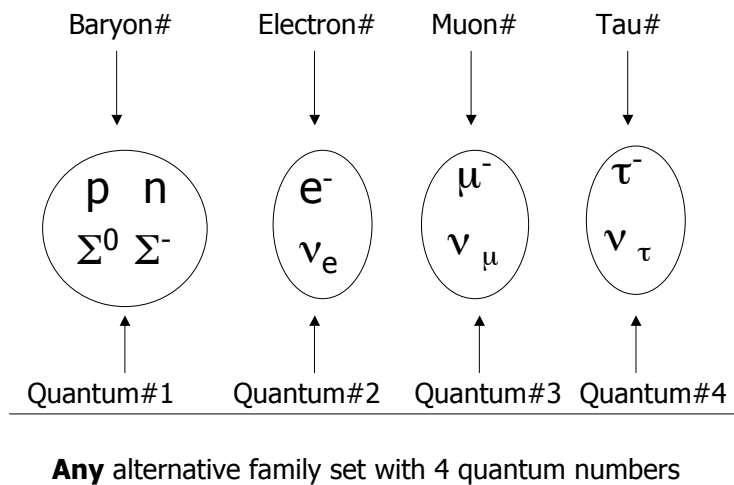 Baryon# Electron# Muon# Tau#
p n e⁻ μ⁻ τ⁻
Σ⁰ Σ⁻ νₑ ν μ ν τ
Quantum#1 Quantum#2 Quantum#3 Quantum#4
Any alternative family set with 4 quantum numbers